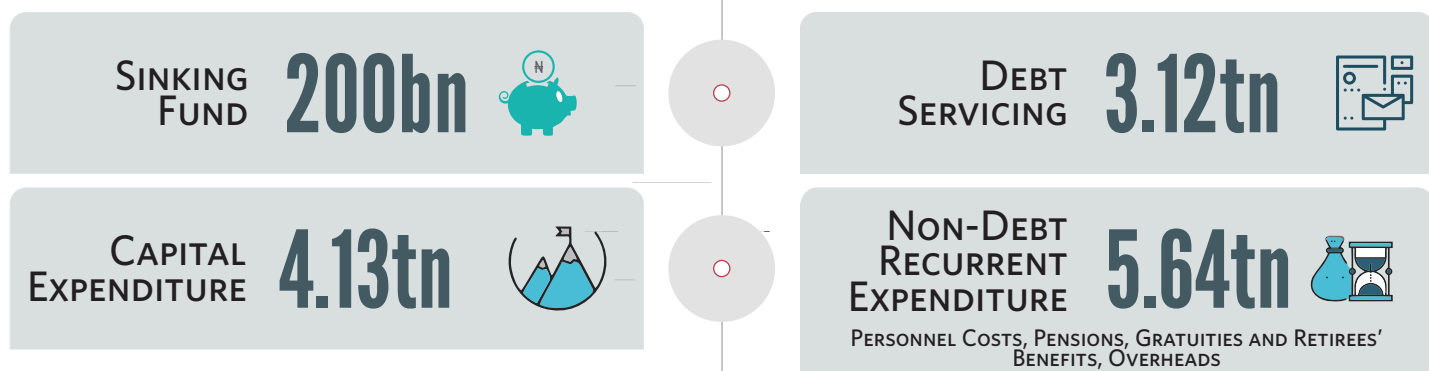 Sinking
Fund
200bn
₦
Debt
Servicing
3.12tn
Capital
Expenditure
4.13tn
Non-Debt
Recurrent
Expenditure
5.64tn
Personnel Costs, Pensions, Gratuities and Retirees’
Benefits, Overheads